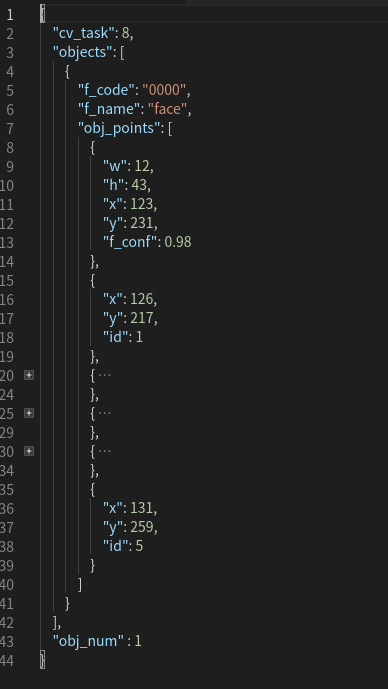 1 {
2 "cv_task": 8,
3 "objects": [
4 {
5 "f_code": "0000",
6 "f_name": "face",
7 "obj_points": [
8 {
9 "w": 12,
10 "h": 43,
11 "x": 123,
12 "y": 231,
13 "f_conf": 0.98
14 },
15 {
16 "x": 126,
17 "y": 217,
18 "id": 1
19 },
20 { ···
24 },
25 { ···
29 },
30 { ···
34 },
35 {
36 "x": 131,
37 "y": 259,
38 "id": 5
39 }
40 ]
41 }
42 ],
43 "obj_num" : 1
44 }